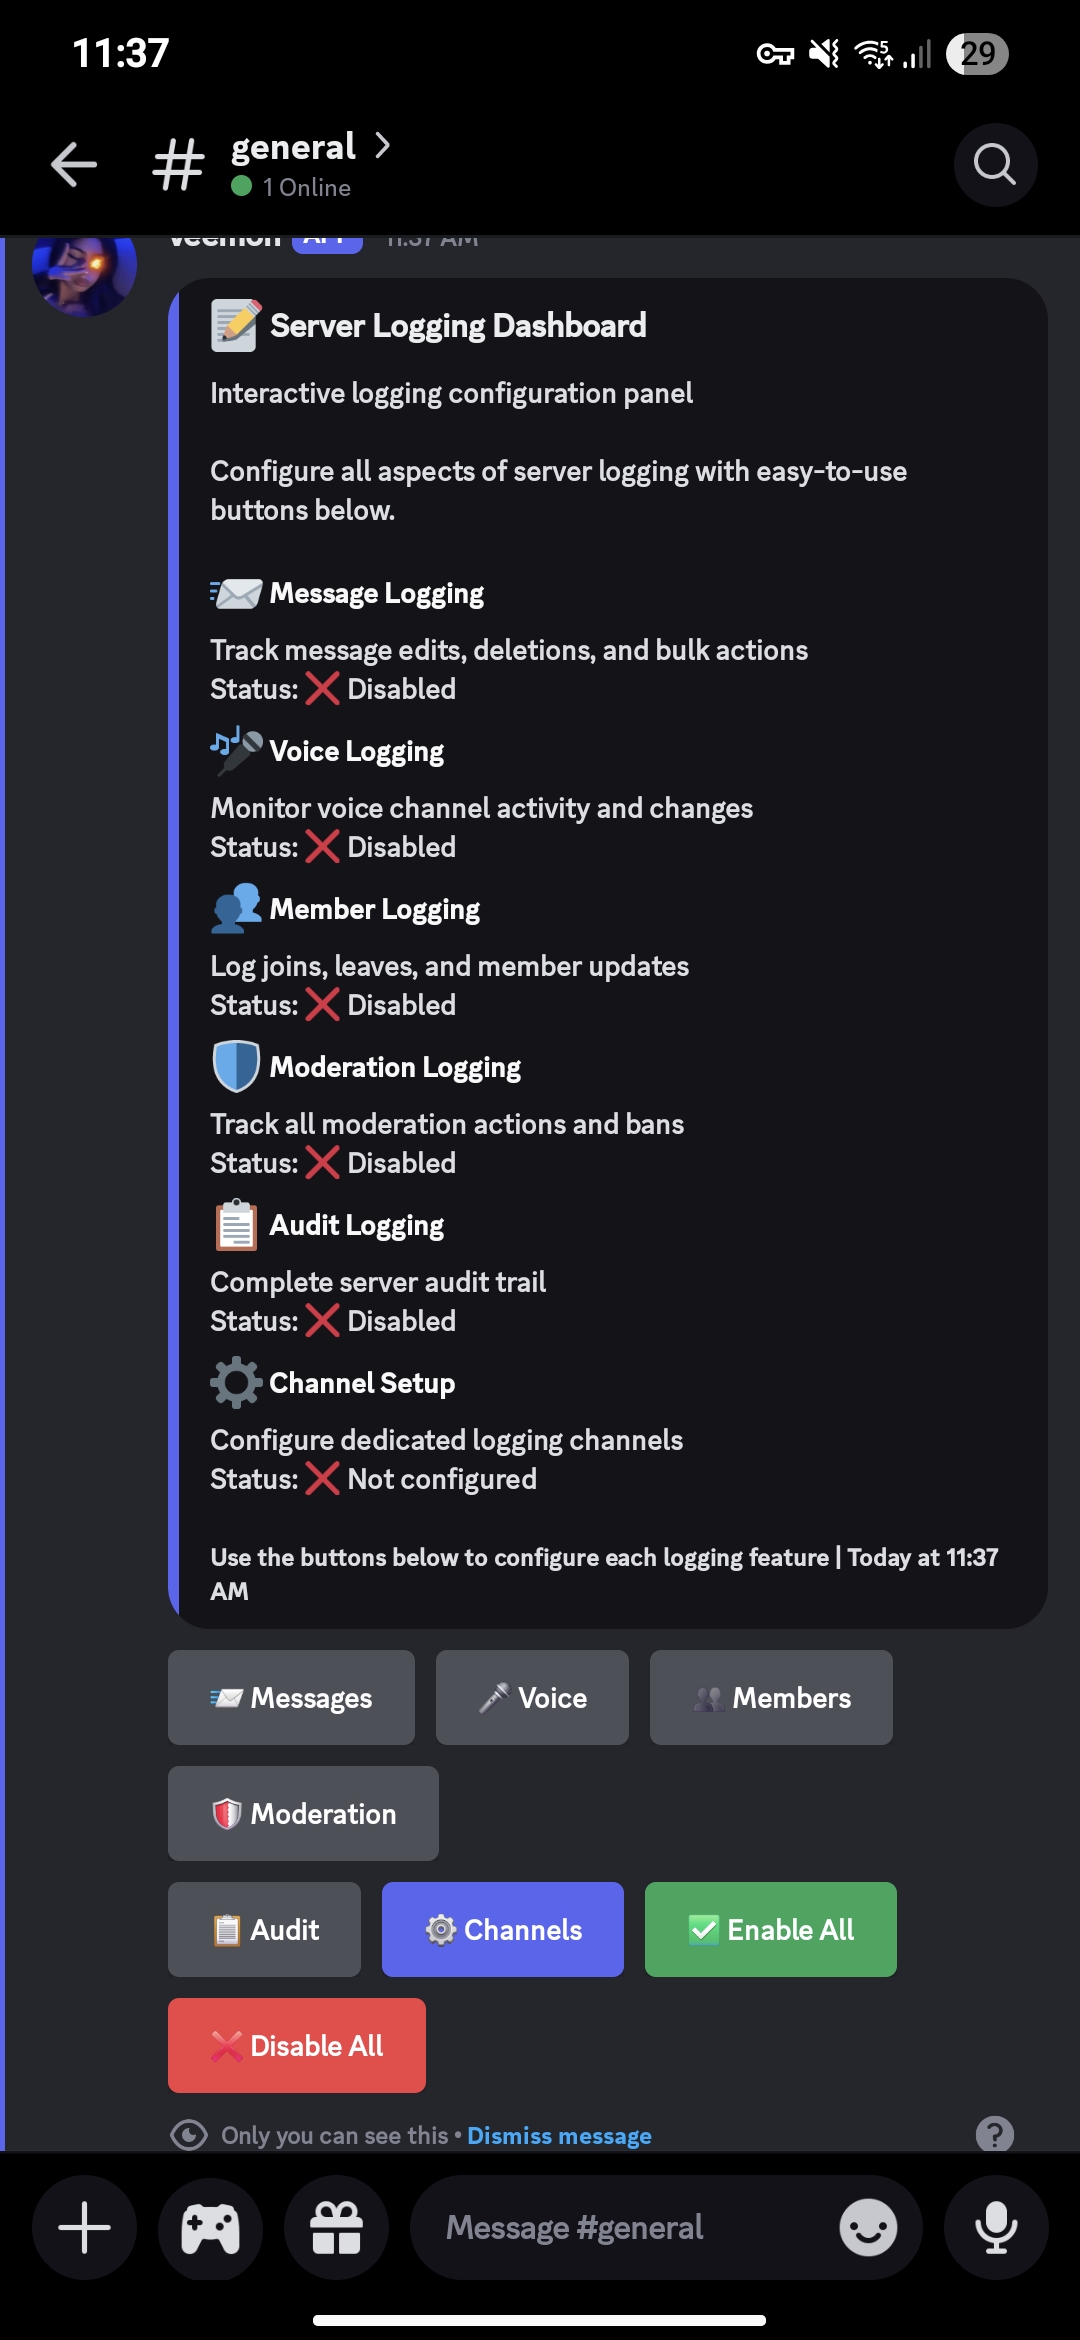 11:37
5
29
general
1 Online
Veemon APP 11:37 AM
Server Logging Dashboard
Interactive logging configuration panel
Configure all aspects of server logging with easy-to-use
buttons below.
Message Logging
Track message edits, deletions, and bulk actions
Status: ❌ Disabled
Voice Logging
Monitor voice channel activity and changes
Status: ❌ Disabled
Member Logging
Log joins, leaves, and member updates
Status: ❌ Disabled
Moderation Logging
Track all moderation actions and bans
Status: ❌ Disabled
Audit Logging
Complete server audit trail
Status: ❌ Disabled
Channel Setup
Configure dedicated logging channels
Status: ❌ Not configured
Use the buttons below to configure each logging feature | Today at 11:37
AM
Messages
Voice
Members
Moderation
Audit
Channels
Enable All
Disable All
Only you can see this • Dismiss message
Message #general